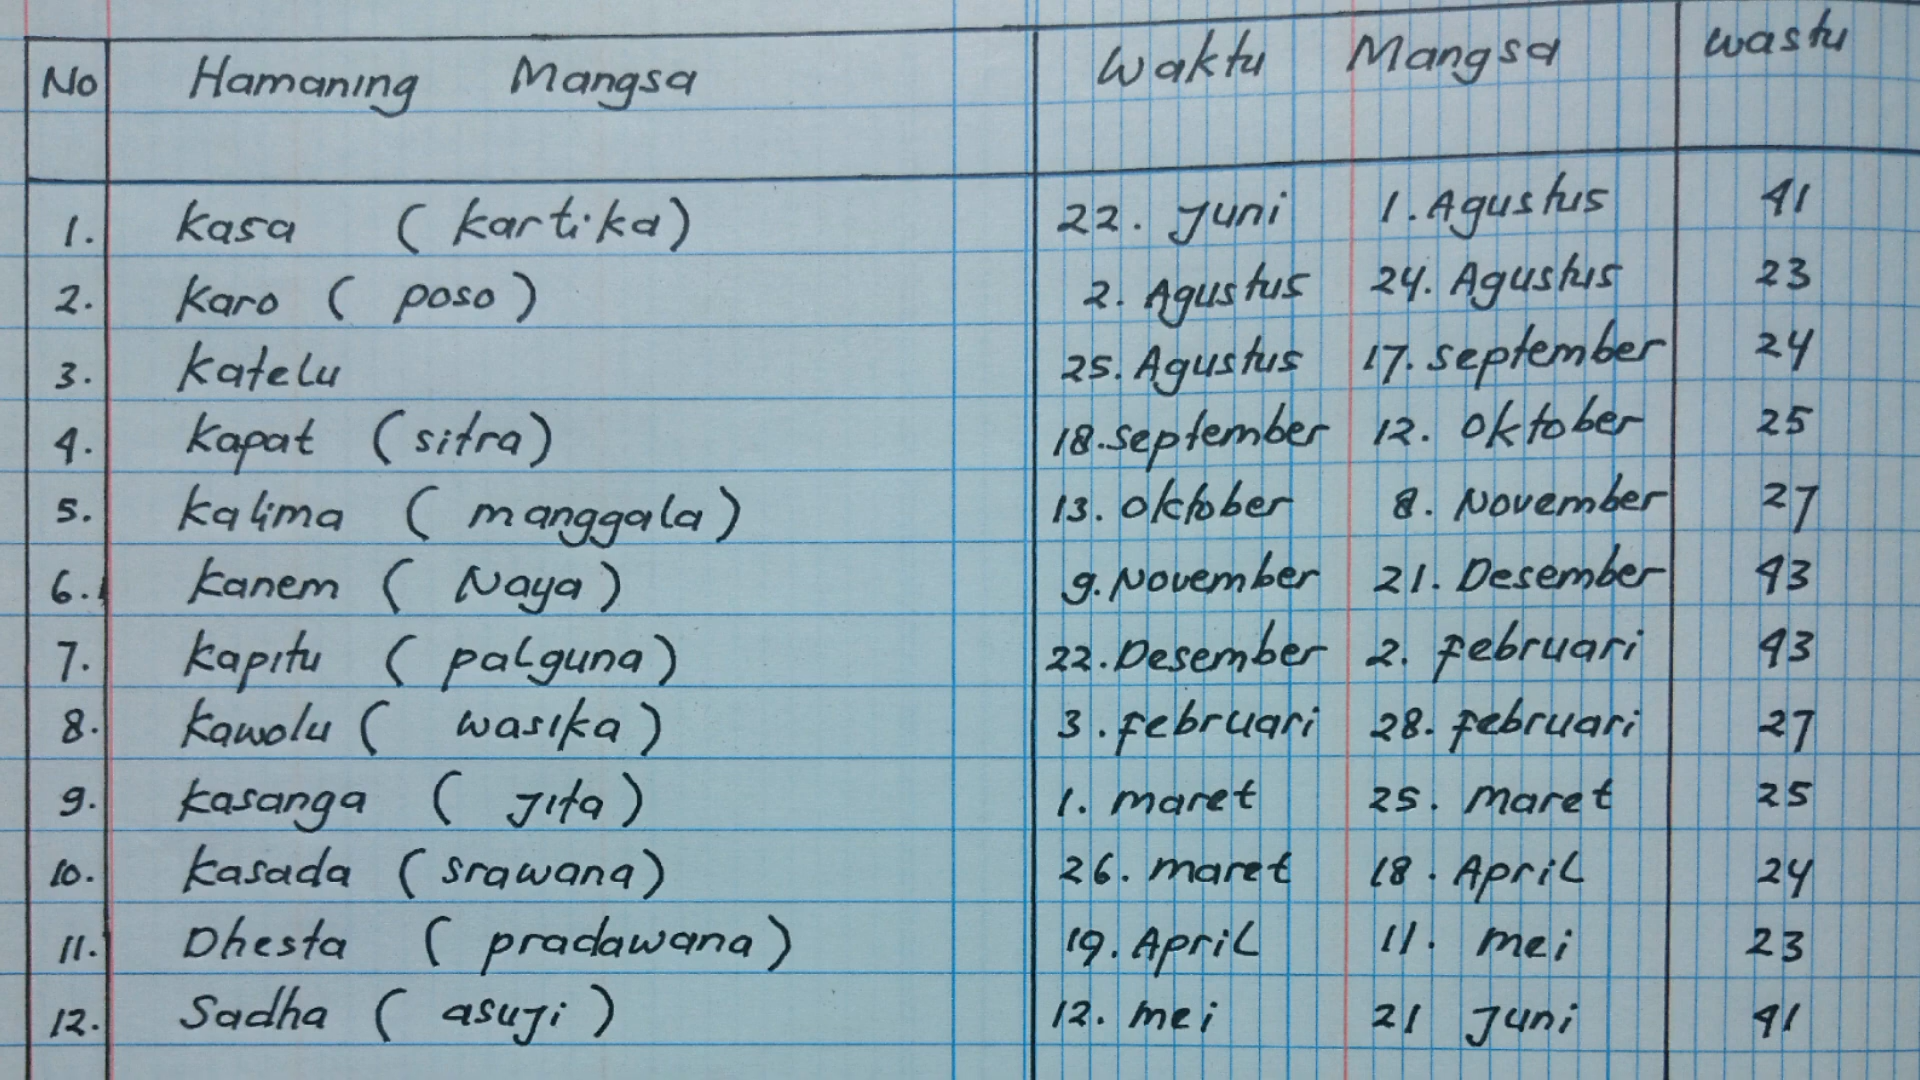 No Hamaning Mangsa Waktu Mangsa wastu
1. Kasa (kartika) 22. Juni 1. Agustus 41
2. Karo (poso) 2. Agustus 24. Agustus 23
3. Katelu 25. Agustus 17. september 24
4. Kapat (sitra) 18. september 12. Oktober 25
5. Kalima (manggala) 13. Oktober 8. November 27
6. Kanem (Naya) 9. November 21. Desember 43
7. Kapitu (palguna) 22. Desember 2. Februari 43
8. Kawolu (wasika) 3. Februari 28. Februari 27
9. Kasanga (Jita) 1. maret 25. maret 25
10. Kasada (srawana) 26. maret 18. April 24
11. Dhesta (pradawana) 19. April 11. mei 23
12. Sadha (asuji) 12. mei 21 Juni 41